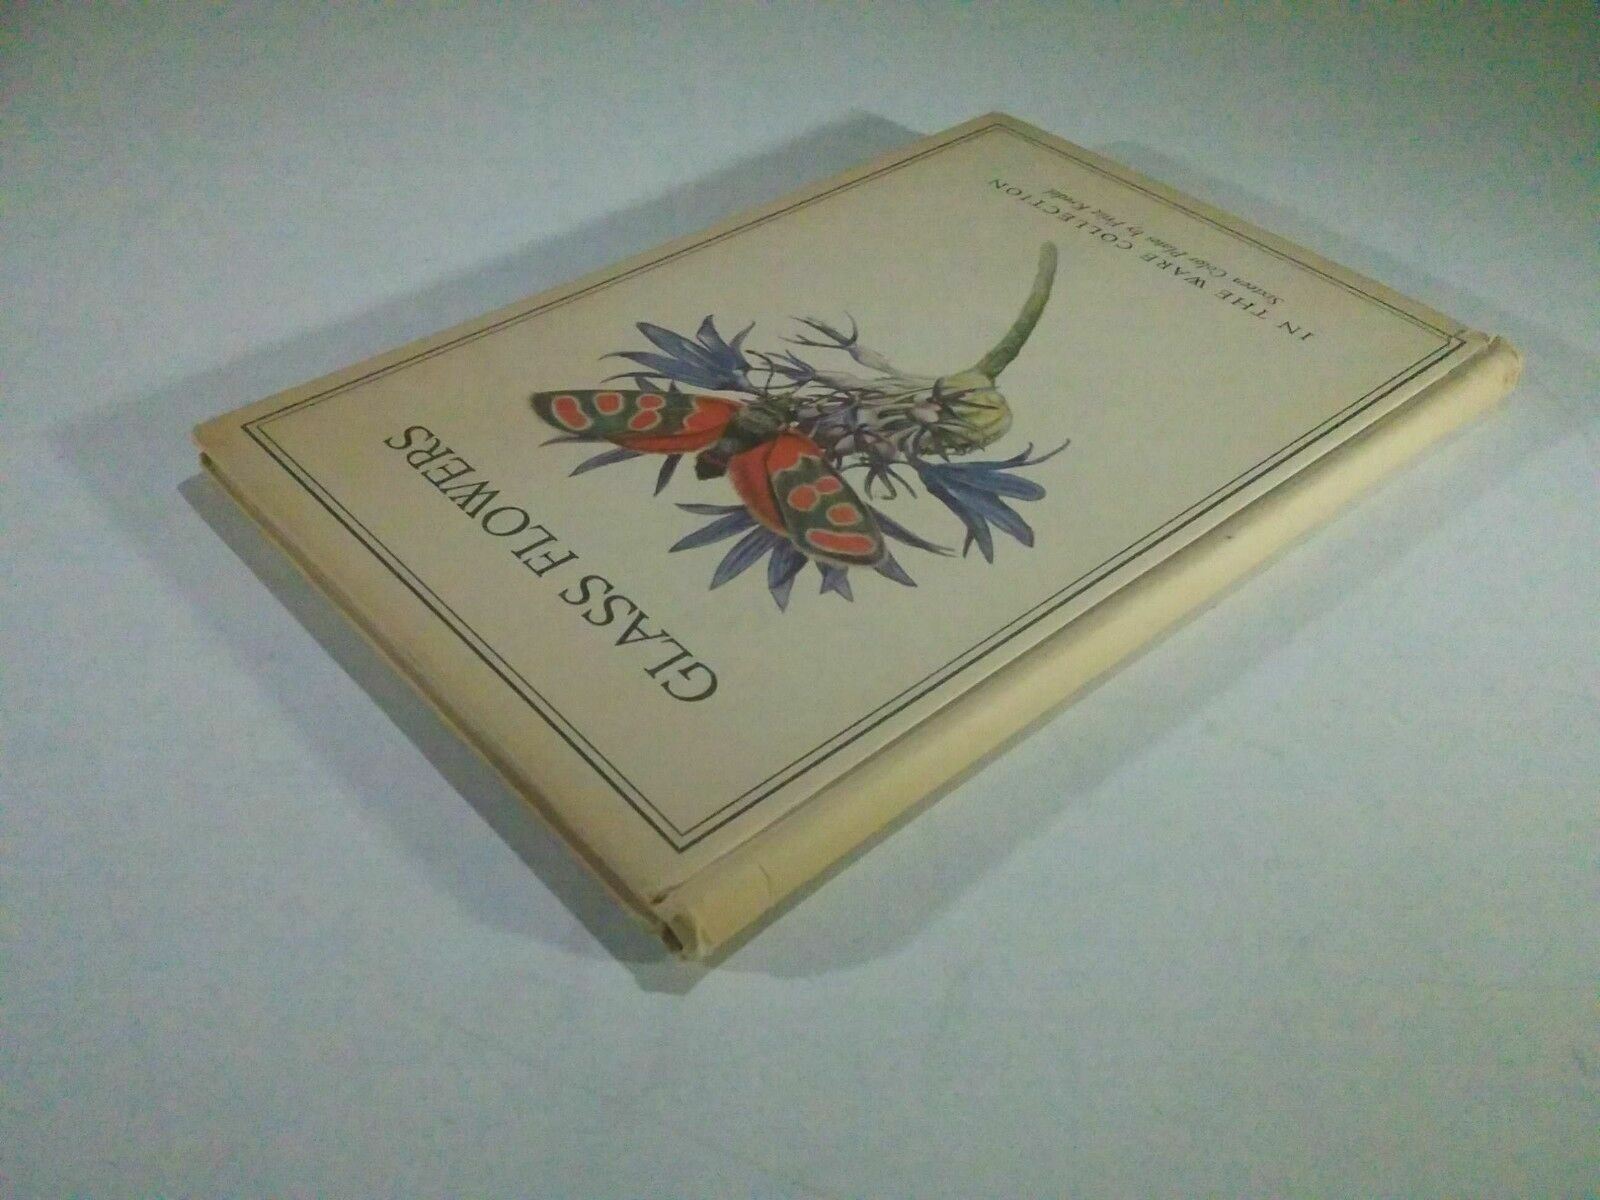 GLASS FLOWERS
IN THE WARE COLLECTION
Sixteen Color Plates by Fritz Kredel